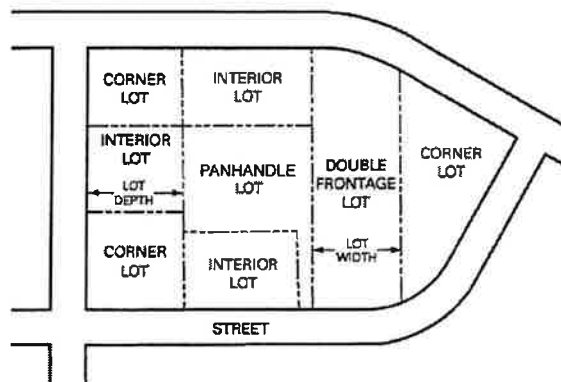 CORNER
LOT
INTERIOR
LOT
INTERIOR
LOT
LOT
DEPTH
PANHANDLE
LOT
DOUBLE
FRONTAGE
LOT
CORNER
LOT
CORNER
LOT
INTERIOR
LOT
LOT
WIDTH
STREET